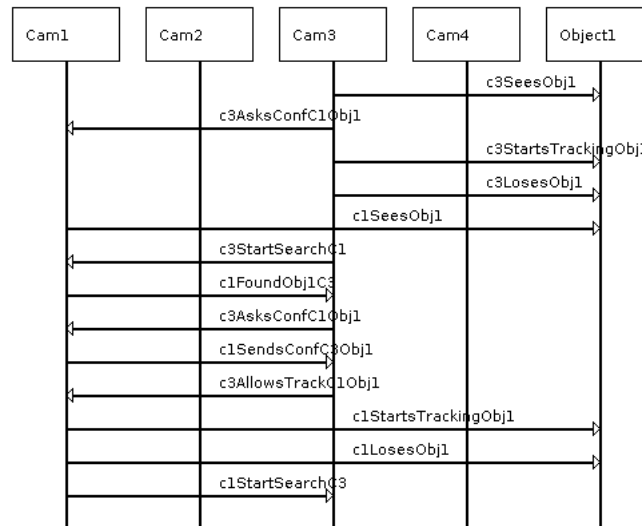 Cam1
Cam2
Cam3
Cam4
Object1
c3SeesObj1
c3AsksConfC1Obj1
c3StartsTrackingObj1
c3LosesObj1
c1SeesObj1
c3StartSearchC1
c1FoundObj1C3
c3AsksConfC1Obj1
c1SendsConfC3Obj1
c3AllowsTrackC1Obj1
c1StartsTrackingObj1
c1LosesObj1
c1StartSearchC3